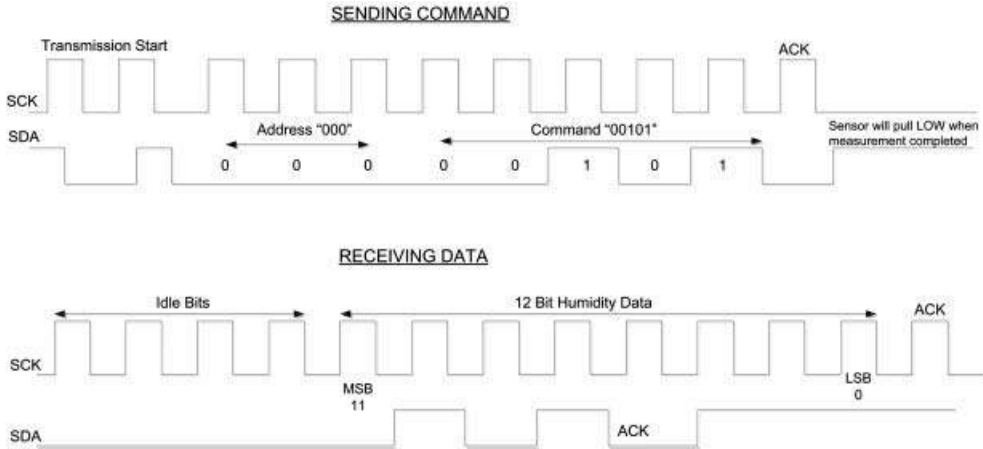 SENDING COMMAND
Transmission Start
ACK
SCK
SDA
Address "000"
Command "00101"
Sensor will pull LOW when
measurement completed
0 0 0 0 0 1 0 1
RECEIVING DATA
Idle Bits
12 Bit Humidity Data
ACK
SCK
MSB
11
LSB
0
SDA
ACK